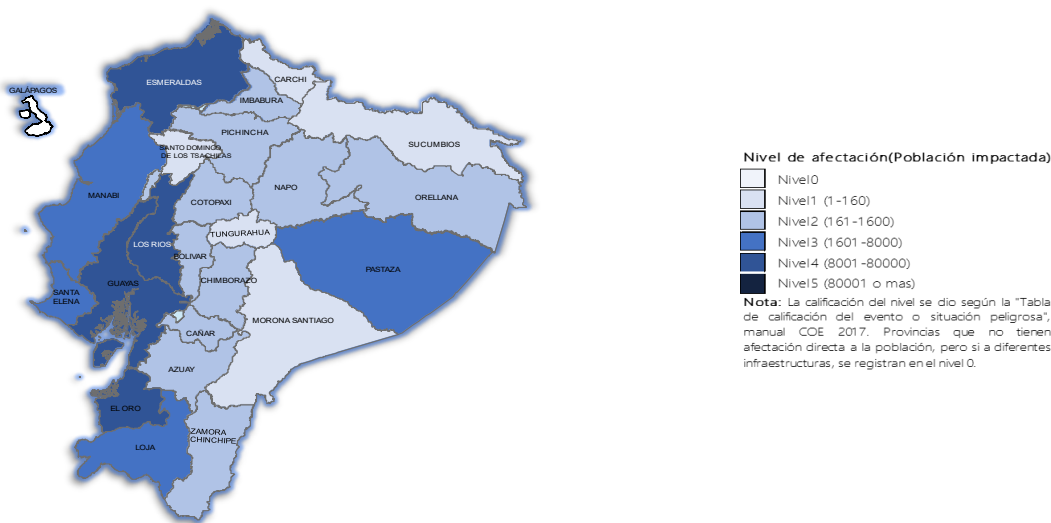 ESMERALDAS
CARCHI
GALÁPAGOS
IMBABURA
PICHINCHA
SUCUMBIOS
SANTO DOMINGO
DE LOS TSACHILAS
NAPO
MANABI
COTOPAXI
ORELLANA
TUNGURAHUA
LOS RIOS
BOLIVAR
PASTAZA
CHIMBORAZO
GUAYAS
SANTA
ELENA
MORONA SANTIAGO
CAÑAR
AZUAY
EL ORO
ZAMORA
CHINCHIPE
LOJA
Nivel de afectación(Población impactada)
Nivel0
Nivel1 (1-160)
Nivel2 (161-1600)
Nivel3 (1601-8000)
Nivel4 (8001-80000)
Nivel5 (80001 o mas)
Nota: La calificación del nivel se dio según la "Tabla
de calificación del evento o situación peligrosa",
manual COE 2017. Provincias que no tienen
afectación directa a la población, pero si a diferentes
infraestructuras, se registran en el nivel 0.